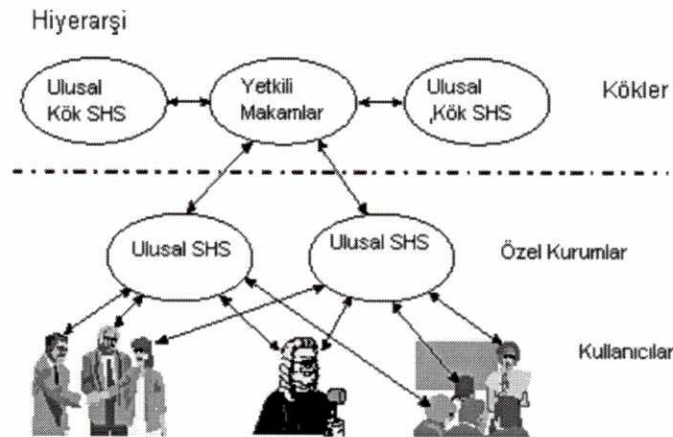 Hiyerarşi
Ulusal
Kök SHS
Yetkili
Makamlar
Ulusal
,Kök SHS
Kökler
Ulusal SHS
Ulusal SHS
Özel Kurumlar
Kullanıcılar